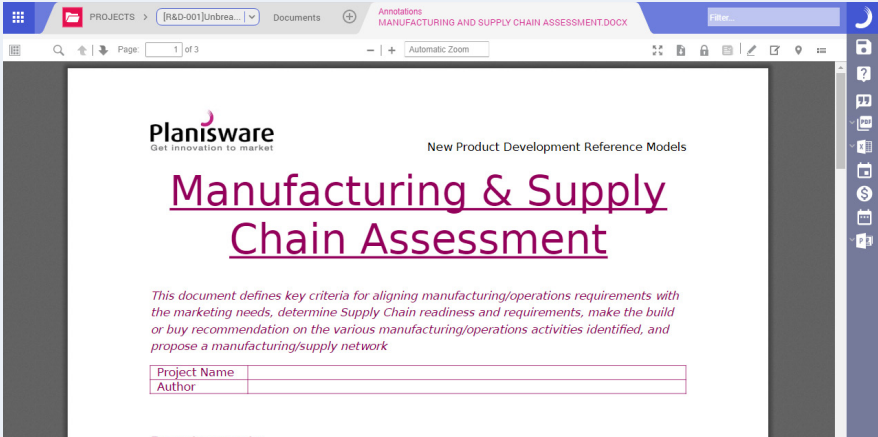 PROJECTS > [R&D-001]Unbrea... Documents
Annotations
MANUFACTURING AND SUPPLY CHAIN ASSESSMENT.DOCX
Filter...
Page: 1 of 3
Automatic Zoom
Planisware
Get innovation to market
New Product Development Reference Models
Manufacturing & Supply
Chain Assessment
This document defines key criteria for aligning manufacturing/operations requirements with
the marketing needs, determine Supply Chain readiness and requirements, make the build
or buy recommendation on the various manufacturing/operations activities identified, and
propose a manufacturing/supply network
Project Name
Author
PDF
X
P